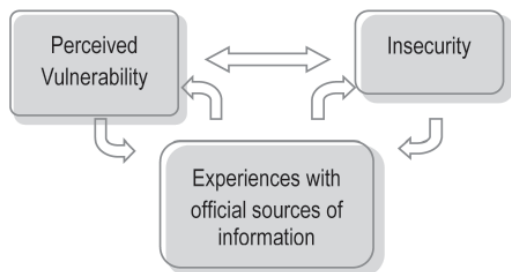 Perceived
Vulnerability
Insecurity
Experiences with
official sources of
information